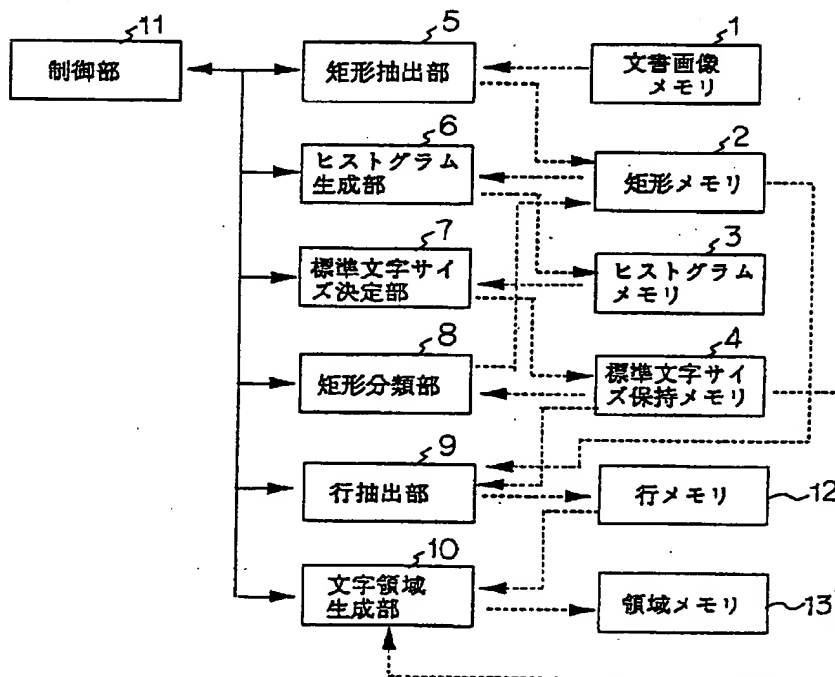 11
制御部
5
矩形抽出部
1
文書画像
メモリ
6
ヒストグラム
生成部
2
矩形メモリ
7
標準文字サイ
ズ決定部
3
ヒストグラム
メモリ
8
矩形分類部
4
標準文字サイ
ズ保持メモリ
9
行抽出部
行メモリ
12
10
文字領域
生成部
領域メモリ
13